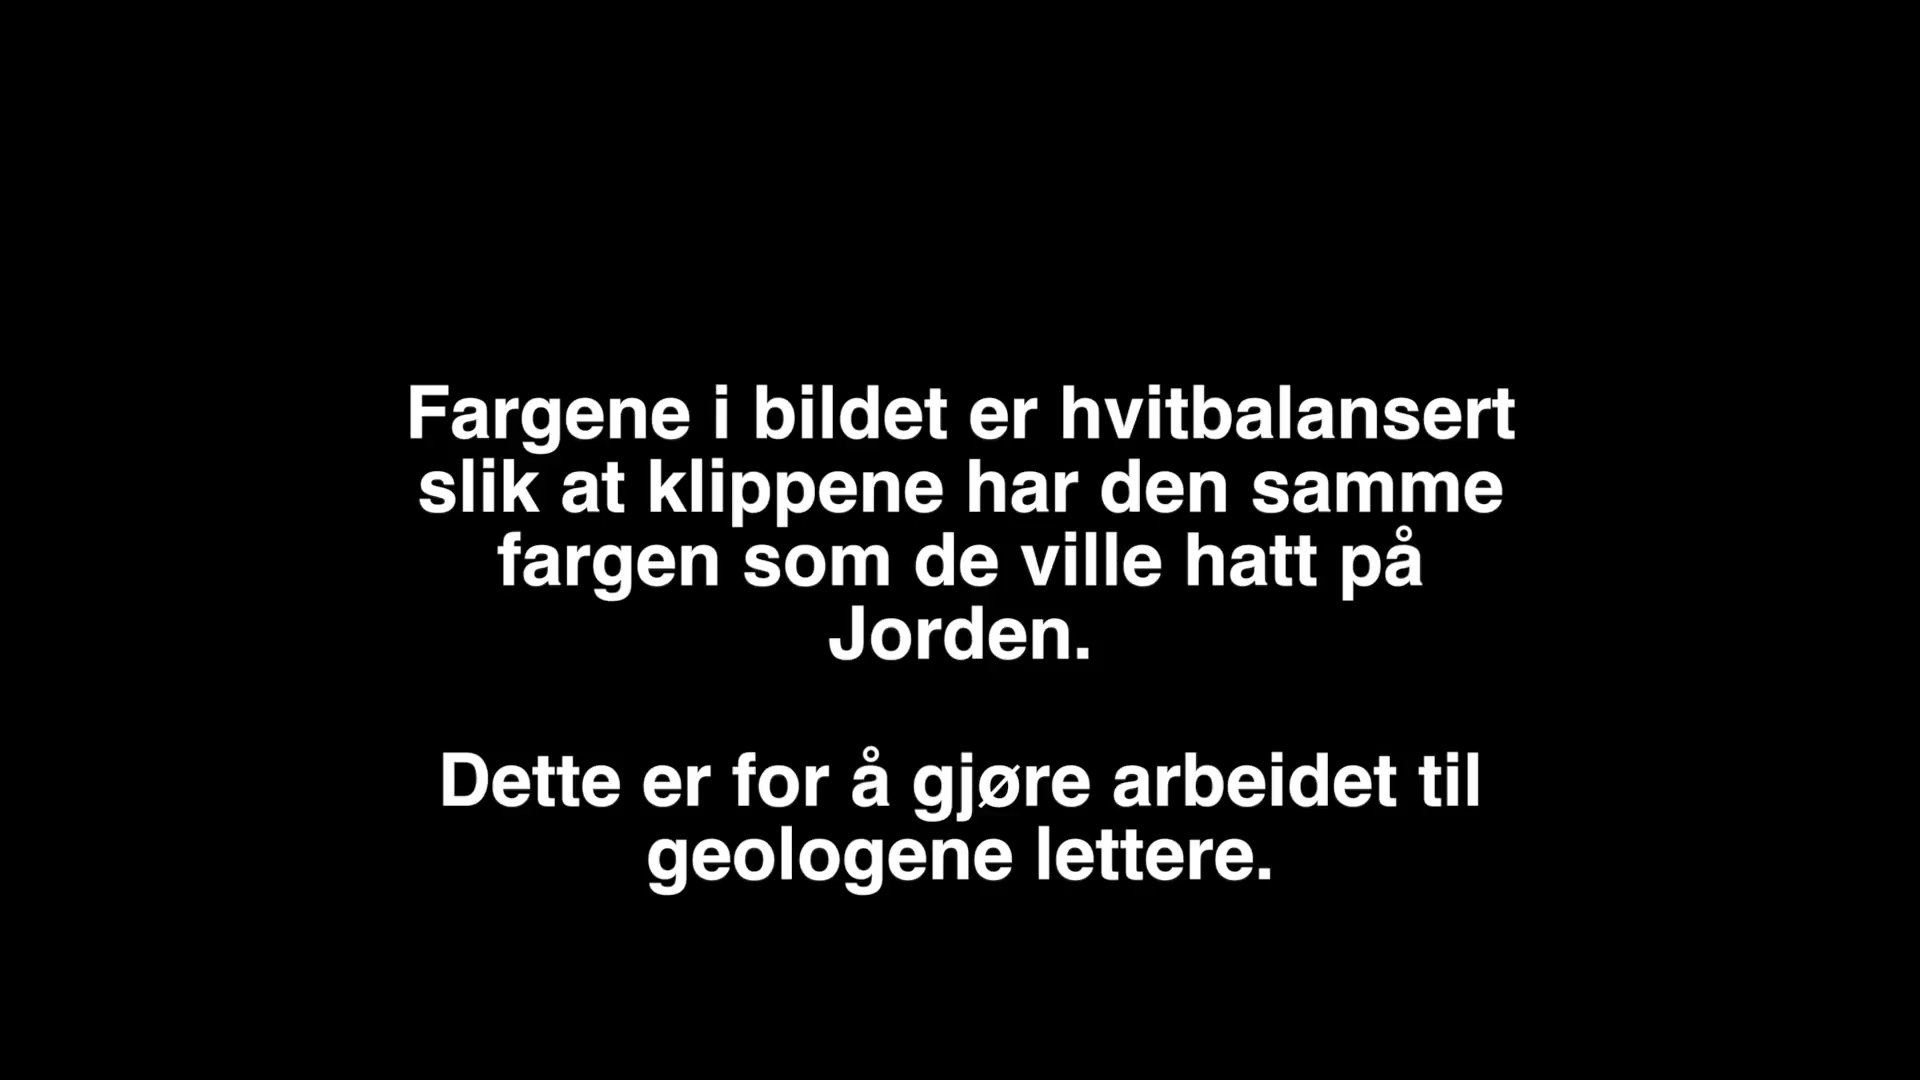 Fargene i bildet er hvitbalansert
slik at klippene har den samme
fargen som de ville hatt på
Jorden.
Dette er for å gjøre arbeidet til
geologene lettere.